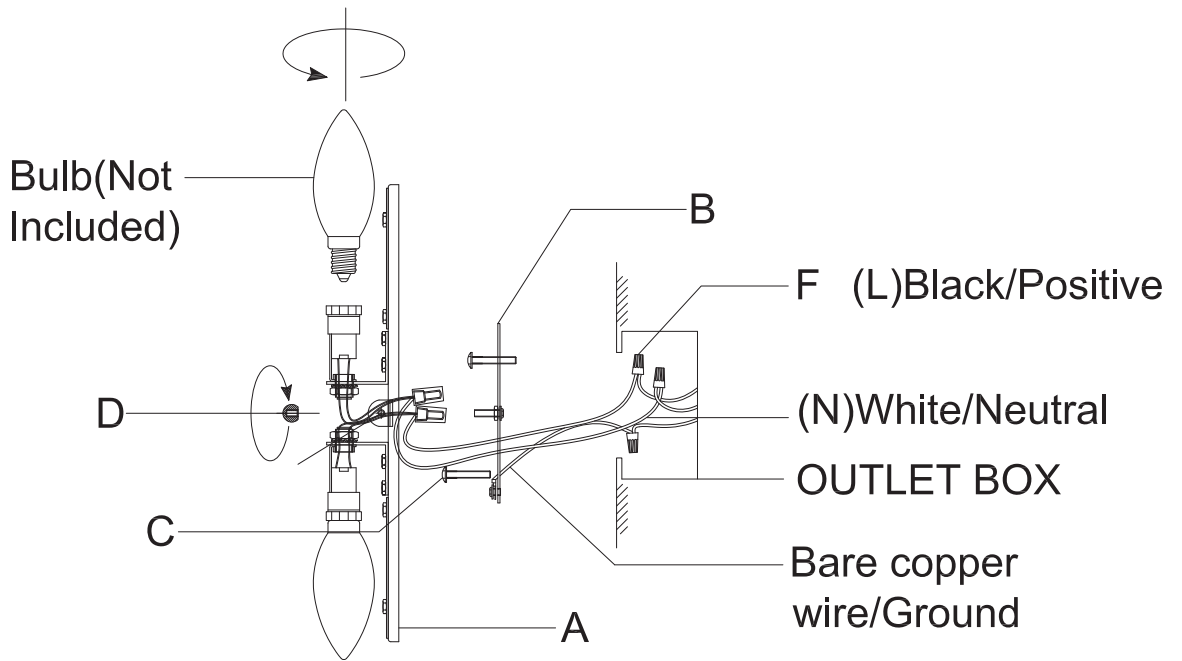 Bulb(Not
Included)
B
F (L)Black/Positive
D
(N)White/Neutral
OUTLET BOX
C
Bare copper
wire/Ground
A